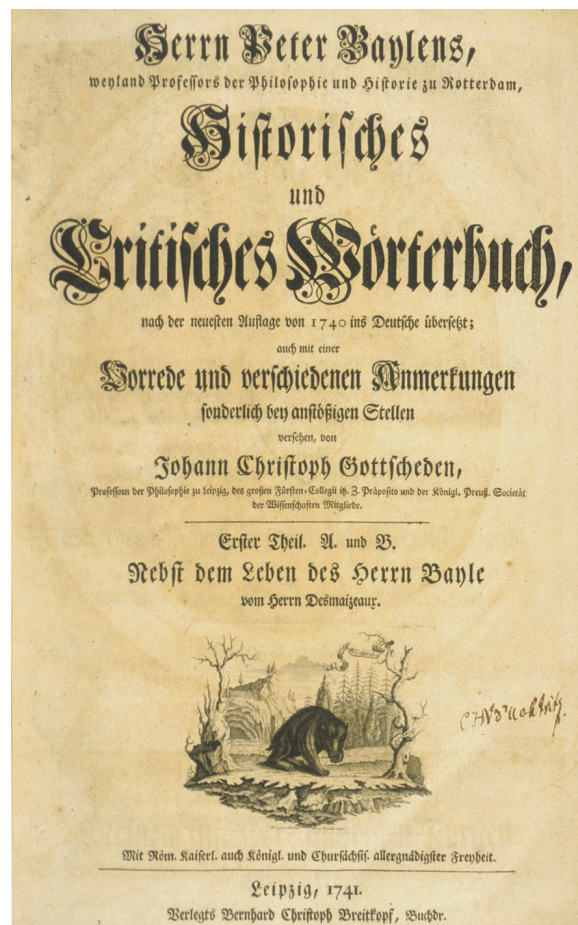 Herrn Peter Baylens,
weyland Professors der Philosophie und Historie zu Rotterdam,
Historisches
und
Critisches Wörterbuch,
nach der neuesten Auflage von 1740 ins Deutsche übersetzt;
auch mit einer
Vorrede und verschiedenen Anmerkungen
sonderlich bey anstößigen Stellen
versehen, von
Johann Christoph Gottscheden,
Professorn der Philosophie zu Leipzig, des großen Fürsten-Collegii itz. Z. Präposito und der Königl. Preuß. Societät
der Wissenschaften Mitgliede.
Erster Theil. A. und B.
Nebst dem Leben des Herrn Bayle
vom Herrn Desmaizeaux.
Mit Röm. Kaiserl. auch Königl. und Chursächsis. allergnädigster Freyheit.
Leipzig, 1741.
Verlegts Bernhard Christoph Breitkopf, Buchdr.